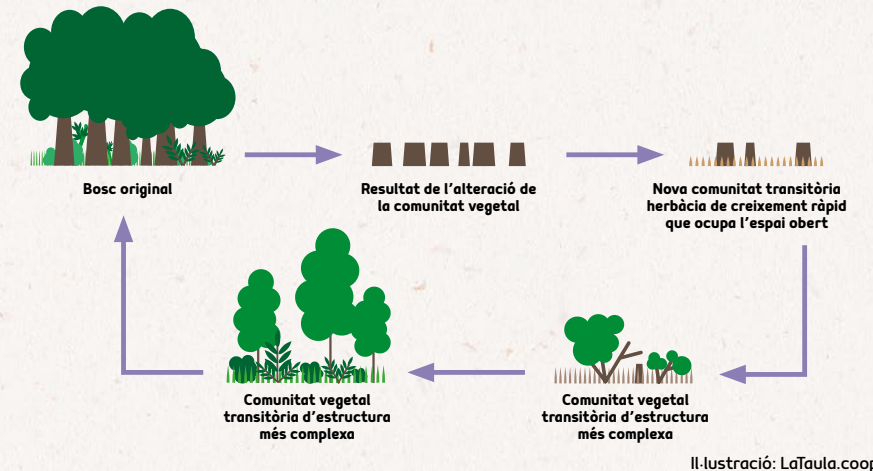 Bosc original
Resultat de l'alteració de
la comunitat vegetal
Nova comunitat transitòria
herbàcia de creixement ràpid
que ocupa l'espai obert
Comunitat vegetal
transitòria d'estructura
més complexa
Comunitat vegetal
transitòria d'estructura
més complexa
Il·lustració: LaTaula.coop